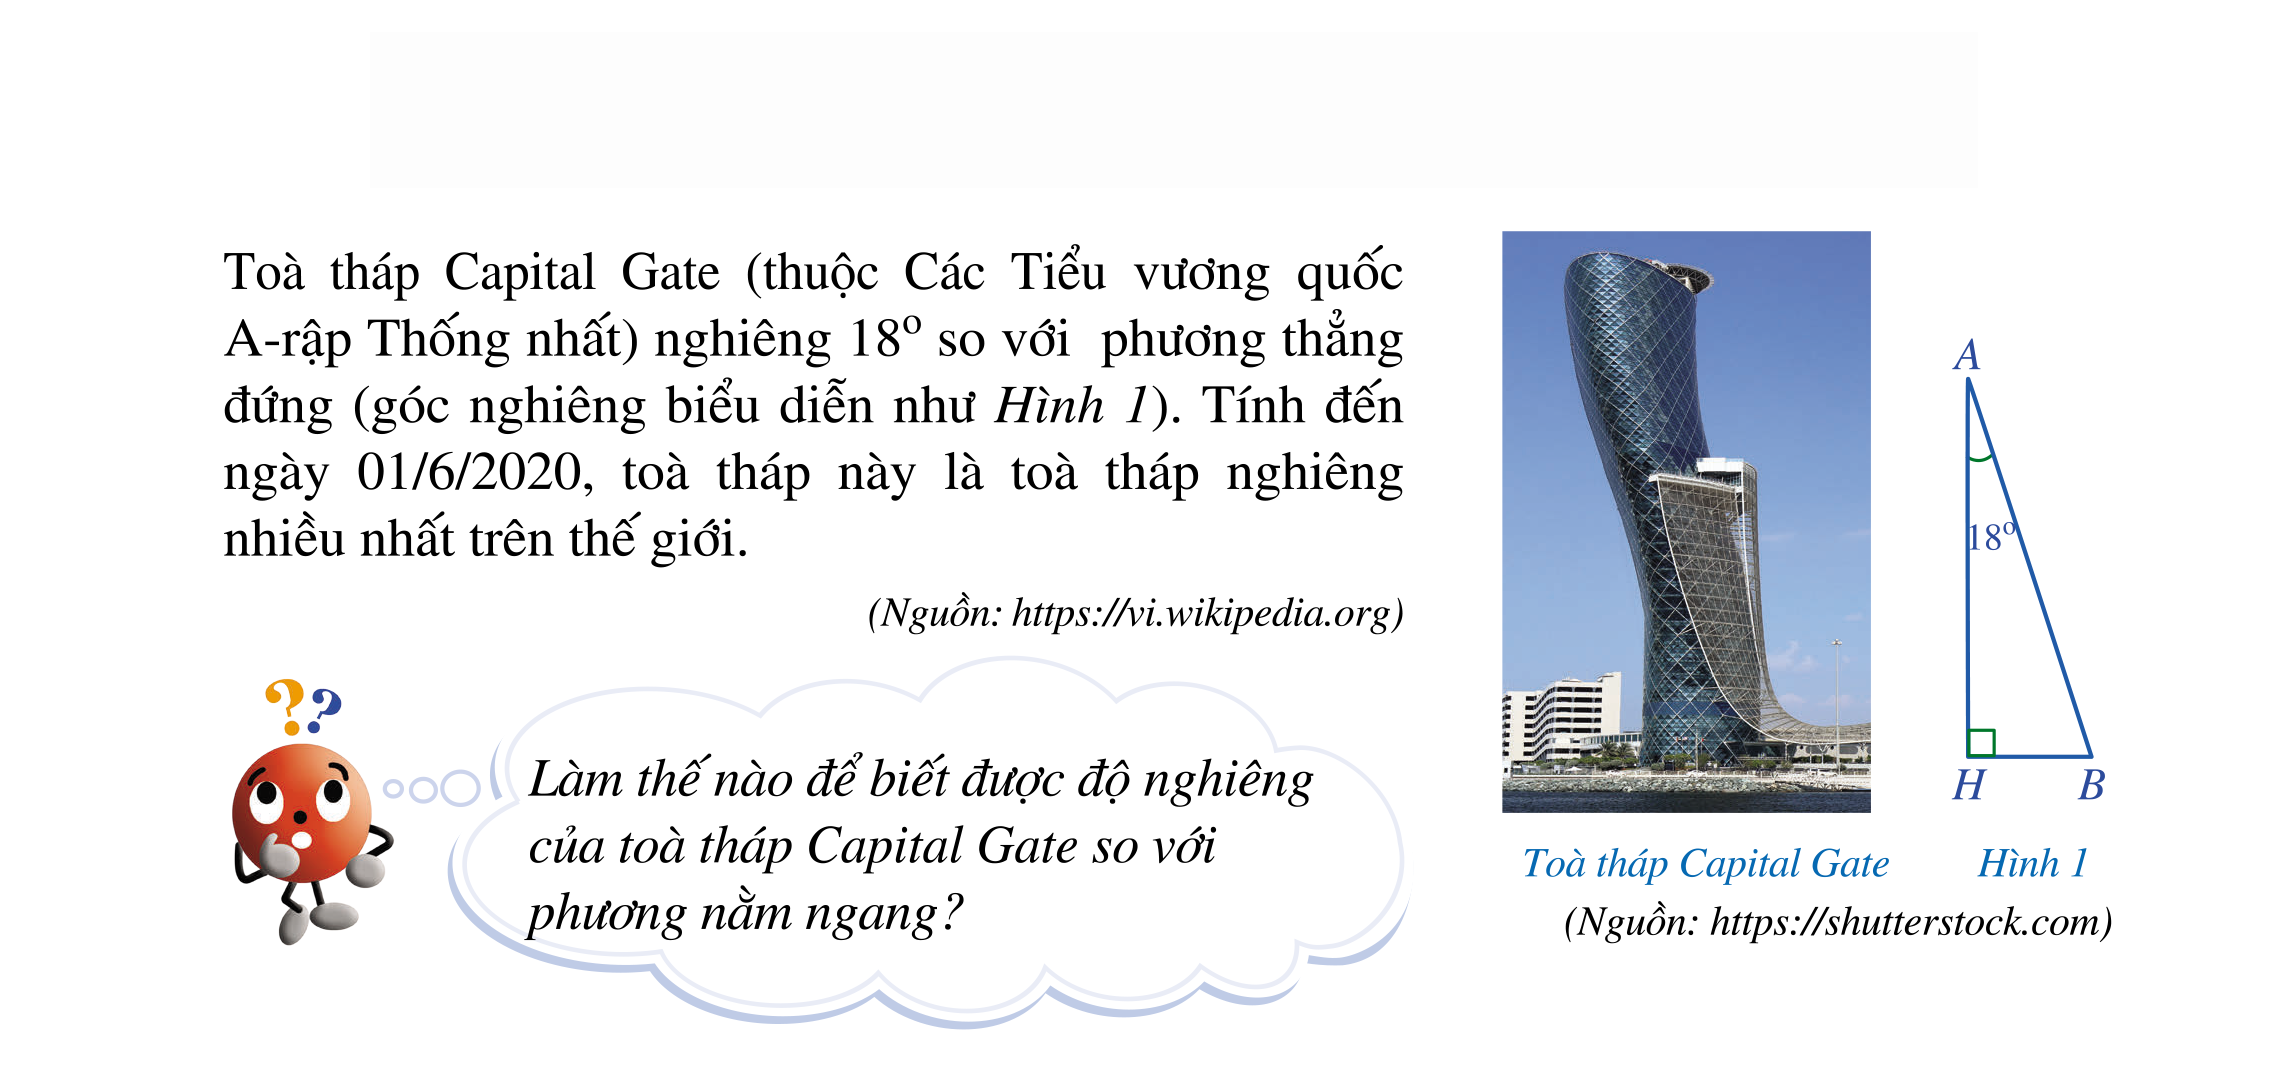 Toà tháp Capital Gate (thuộc Các Tiểu vương quốc
A-rập Thống nhất) nghiêng 18º so với phương thẳng
đứng (góc nghiêng biểu diễn như Hình 1). Tính đến
ngày 01/6/2020, toà tháp này là toà tháp nghiêng
nhiều nhất trên thế giới.
(Nguồn: https://vi.wikipedia.org)
??
Làm thế nào để biết được độ nghiêng
của toà tháp Capital Gate so với
phương nằm ngang?
A
18º
H B
Toà tháp Capital Gate
Hình 1
(Nguồn: https://shutterstock.com)